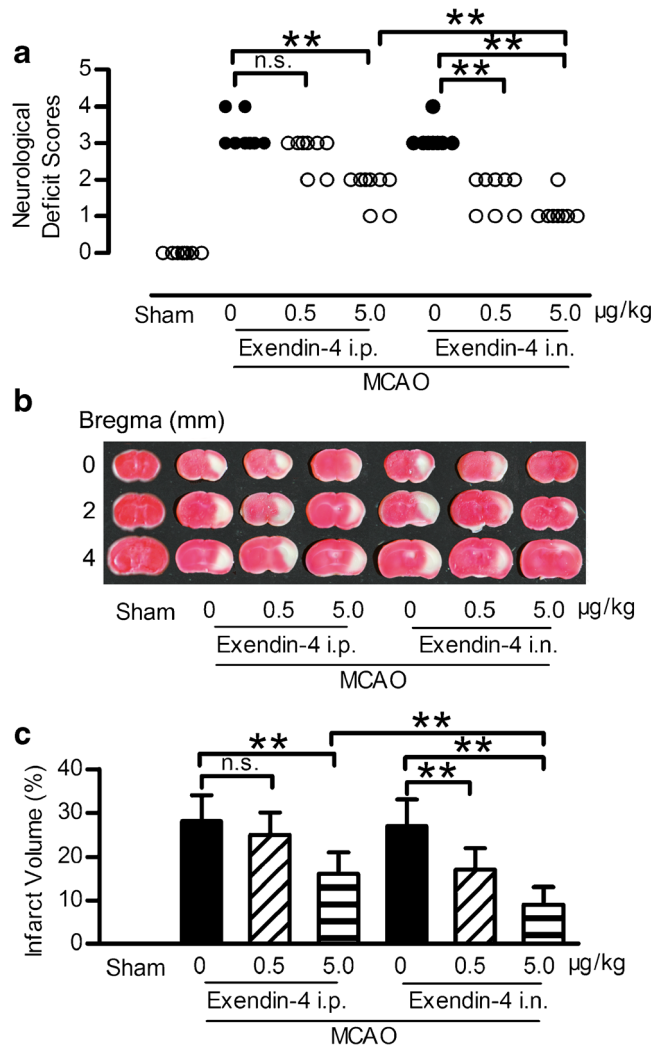 a
**
**
**
n.s.
**
Neurological
Deficit Scores
5
4
3
2
1
0
Sham
0 0.5 5.0 0 0.5 5.0 µg/kg
Exendin-4 i.p. Exendin-4 i.n.
MCAO
b
Bregma (mm)
0
2
4
Sham 0 0.5 5.0 0 0.5 5.0 µg/kg
Exendin-4 i.p. Exendin-4 i.n.
MCAO
c
**
**
**
n.s.
**
Infarct Volume (%)
40
30
20
10
0
Sham 0 0.5 5.0 0 0.5 5.0 µg/kg
Exendin-4 i.p. Exendin-4 i.n.
MCAO